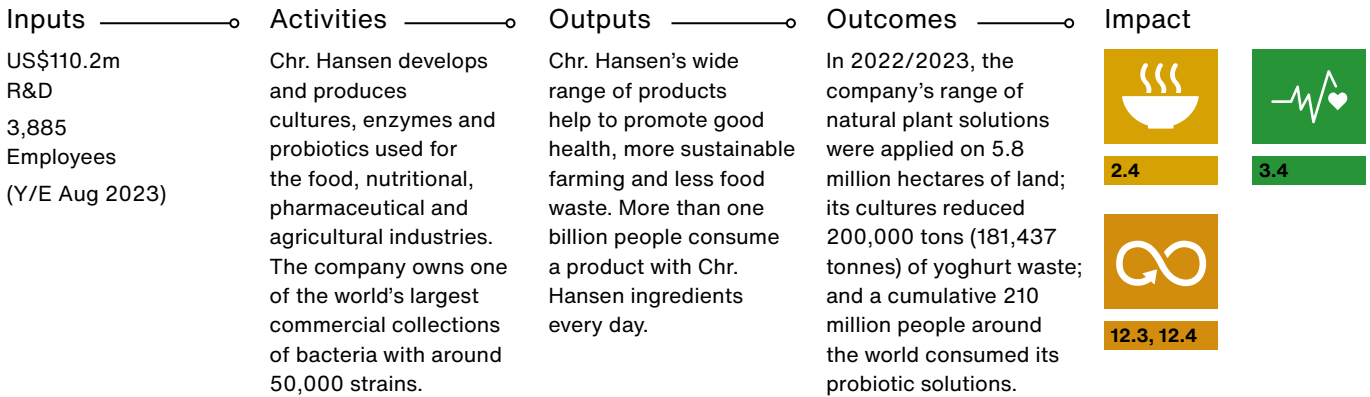 Inputs
US$110.2m
R&D
3,885
Employees
(Y/E Aug 2023)
Activities
Chr. Hansen develops
and produces
cultures, enzymes and
probiotics used for
the food, nutritional,
pharmaceutical and
agricultural industries.
The company owns one
of the world’s largest
commercial collections
of bacteria with around
50,000 strains.
Outputs
Chr. Hansen’s wide
range of products
help to promote good
health, more sustainable
farming and less food
waste. More than one
billion people consume
a product with Chr.
Hansen ingredients
every day.
Outcomes
In 2022/2023, the
company’s range of
natural plant solutions
were applied on 5.8
million hectares of land;
its cultures reduced
200,000 tons (181,437
tonnes) of yoghurt waste;
and a cumulative 210
million people around
the world consumed its
probiotic solutions.
Impact
2.4
3.4
12.3, 12.4